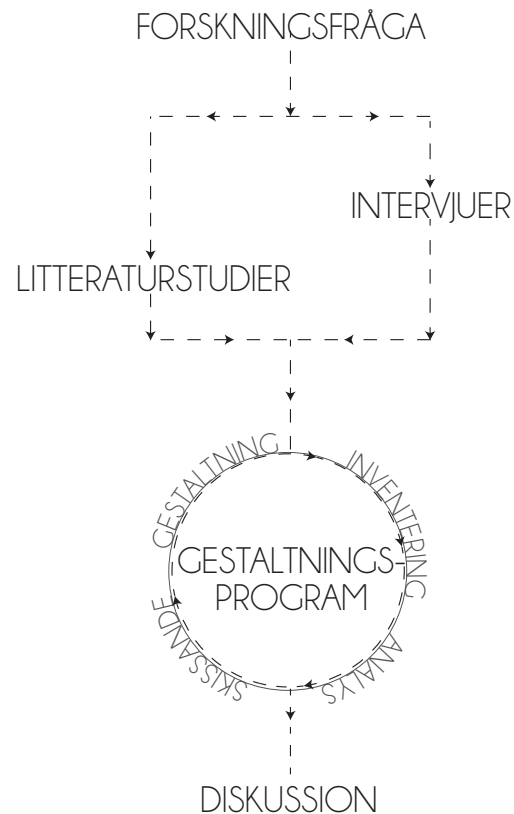 FORSKNINGSFRÅGA
INTERVJUER
LITTERATURSTUDIER
GESTALTNING
INVENTERING
GESTALTNINGS-
PROGRAM
SKISSANDE
ANALYS
DISKUSSION